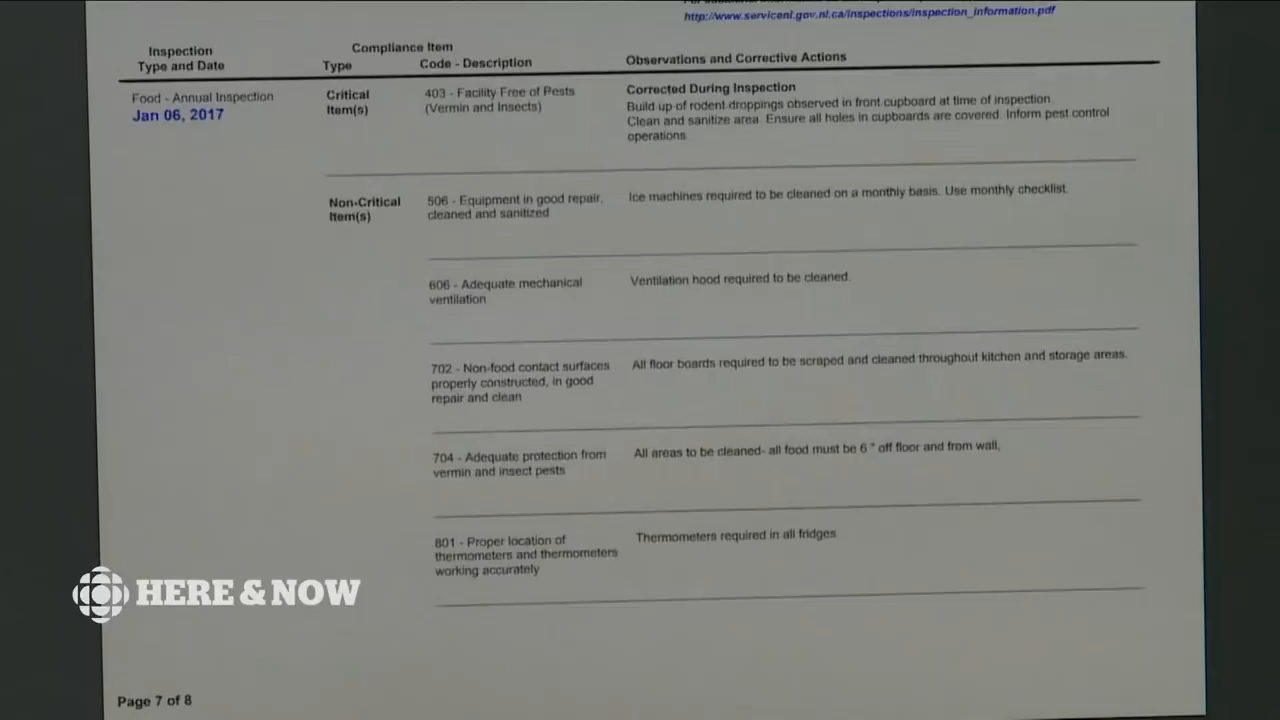 http://www.servicenl.gov.nl.ca/inspections/inspection_information.pdf
Inspection
Type and Date
Compliance Item
Type
Code - Description
Observations and Corrective Actions
Food - Annual Inspection
Jan 06, 2017
Critical
Item(s)
403 - Facility Free of Pests
(Vermin and Insects)
Corrected During Inspection
Build up of rodent droppings observed in front cupboard at time of inspection.
Clean and sanitize area. Ensure all holes in cupboards are covered. Inform pest control
operations
Non-Critical
Item(s)
506 - Equipment in good repair,
cleaned and sanitized
Ice machines required to be cleaned on a monthly basis. Use monthly checklist.
606 - Adequate mechanical
ventilation
Ventilation hood required to be cleaned.
702 - Non-food contact surfaces
properly constructed, in good
repair and clean
All floor boards required to be scraped and cleaned throughout kitchen and storage areas.
704 - Adequate protection from
vermin and insect pests
All areas to be cleaned- all food must be 6 " off floor and from wall,
801 - Proper location of
thermometers and thermometers
working accurately
Thermometers required in all fridges
HERE & NOW
Page 7 of 8